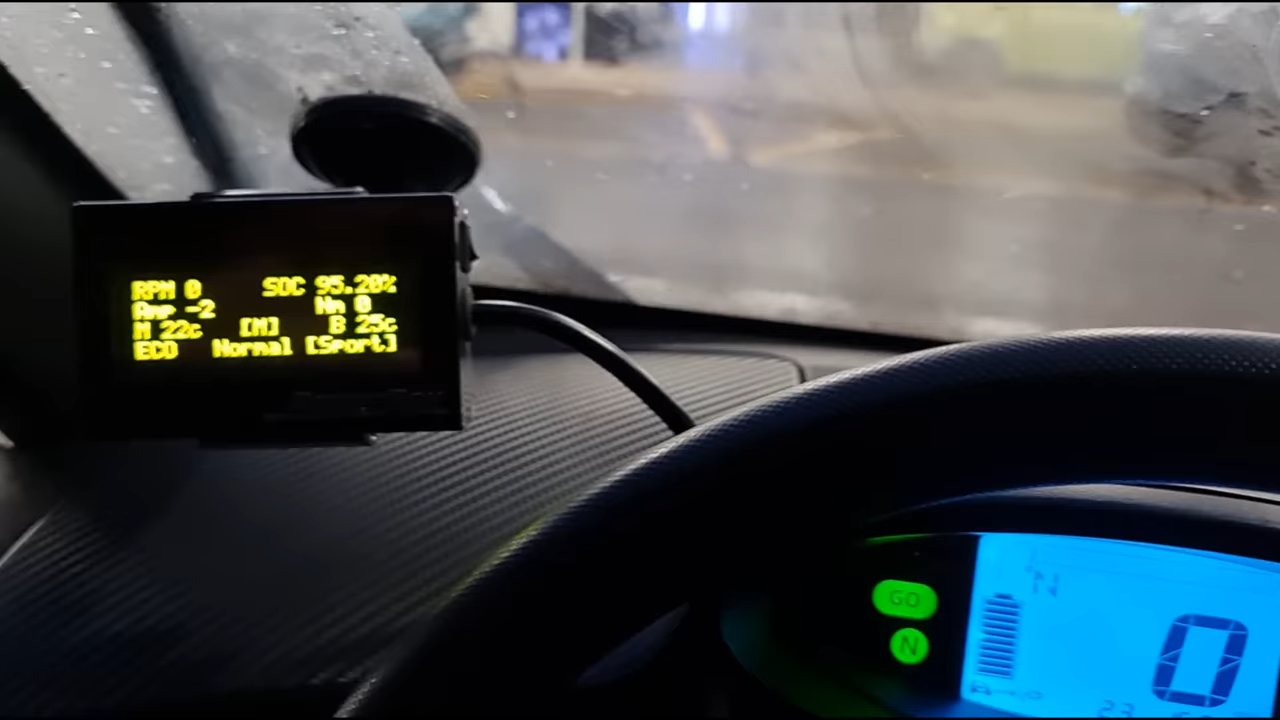 RPM 0 SOC 95.20%
Amp -2 Nm 0
M 22c [M] B 25c
ECO Normal [Sport]
GO
N
N
0